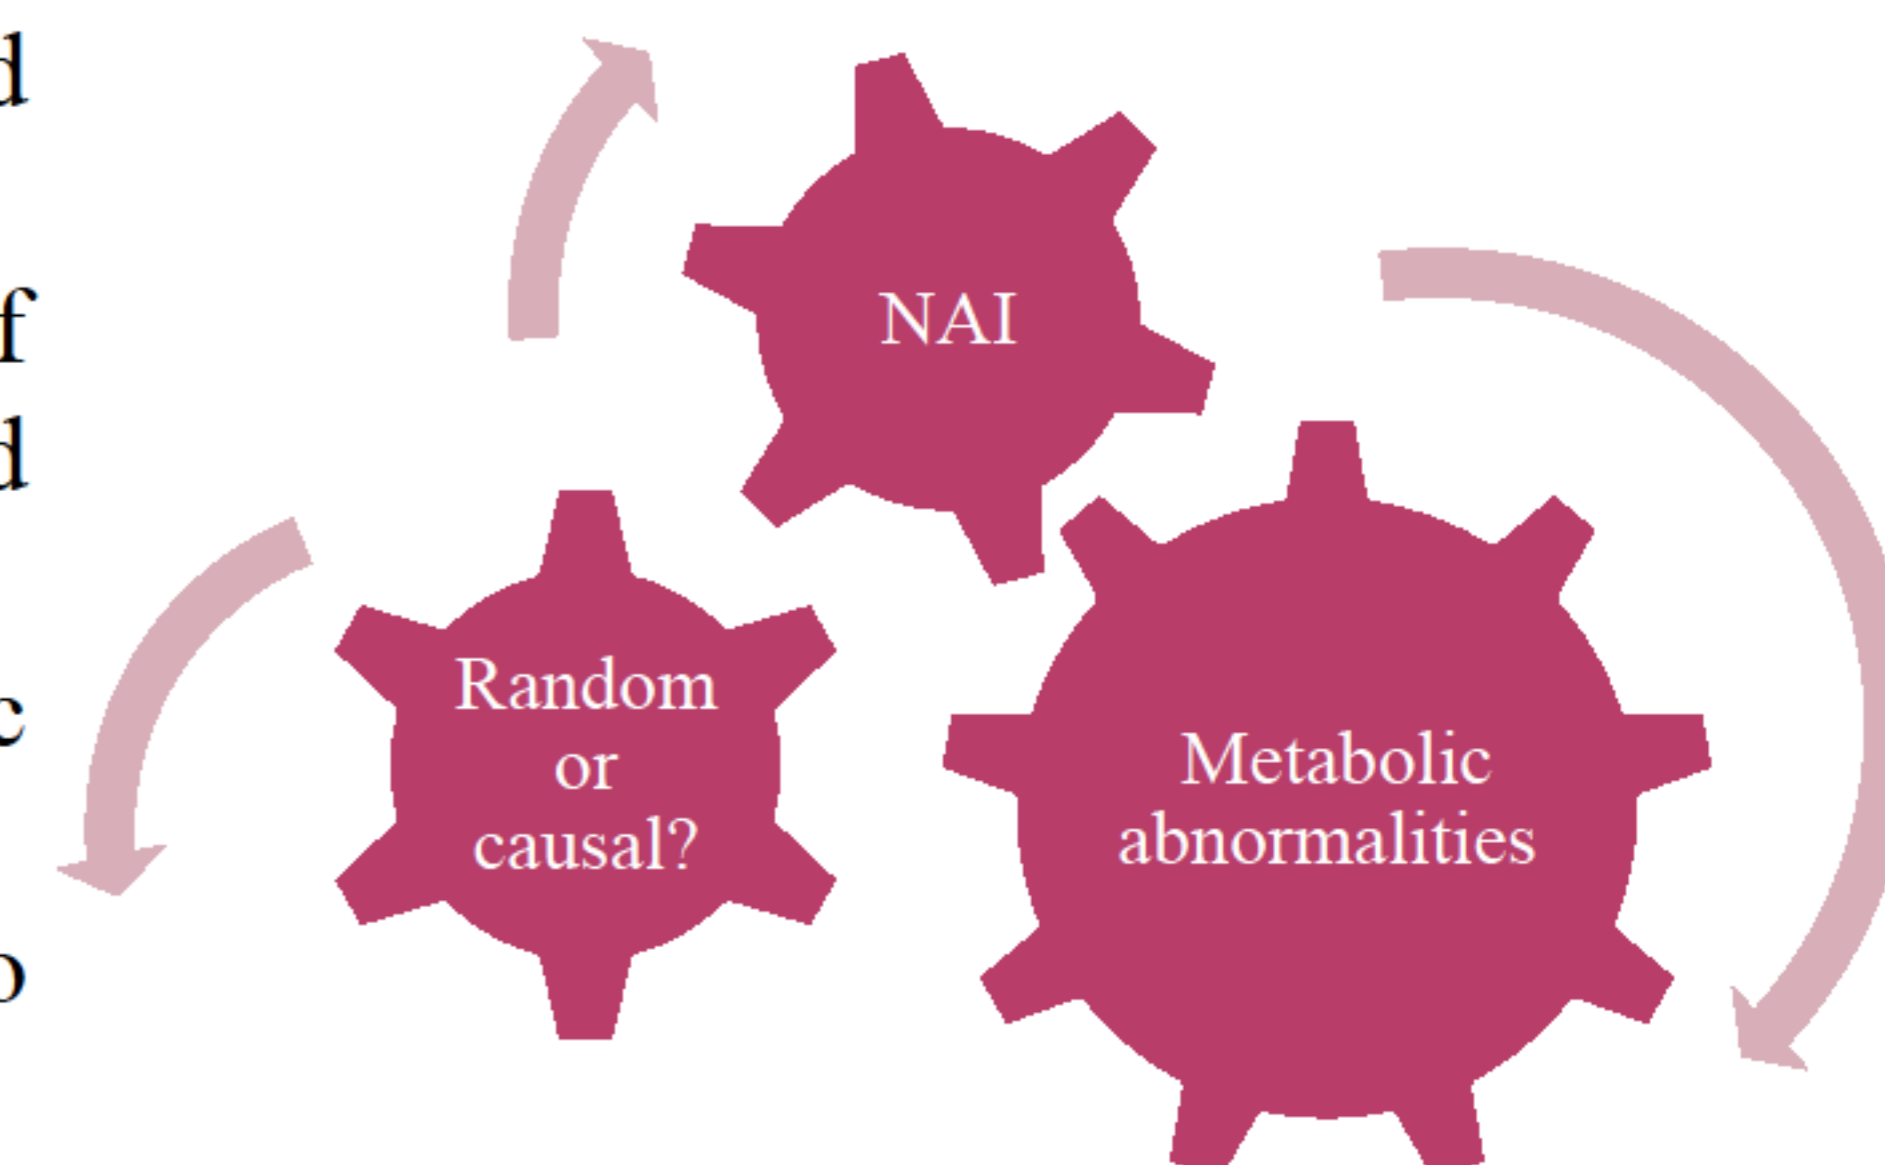 d
f
d
c
o
NAI
Random
or
causal?
Metabolic
abnormalities